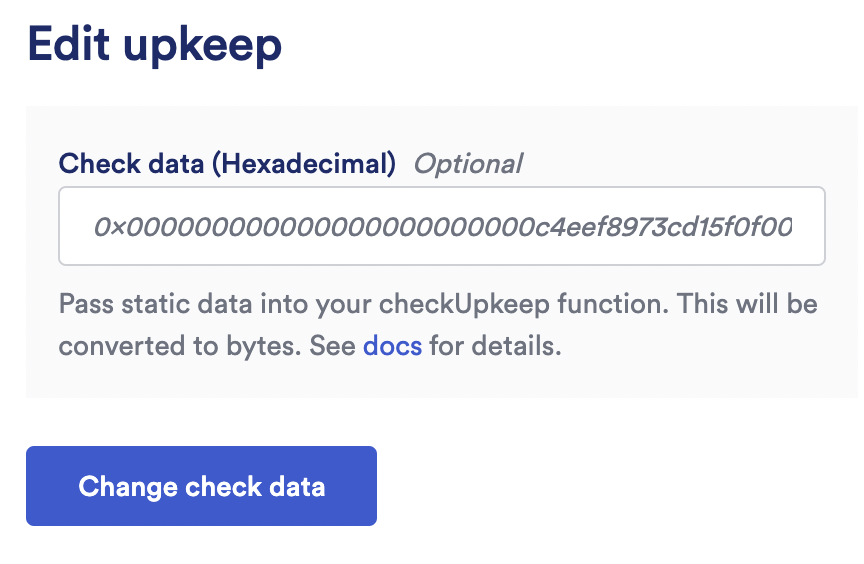 Edit upkeep
Check data (Hexadecimal) Optional
0x000000000000000000000000c4eef8973cd15f0f00
Pass static data into your checkUpkeep function. This will be
converted to bytes. See docs for details.
Change check data